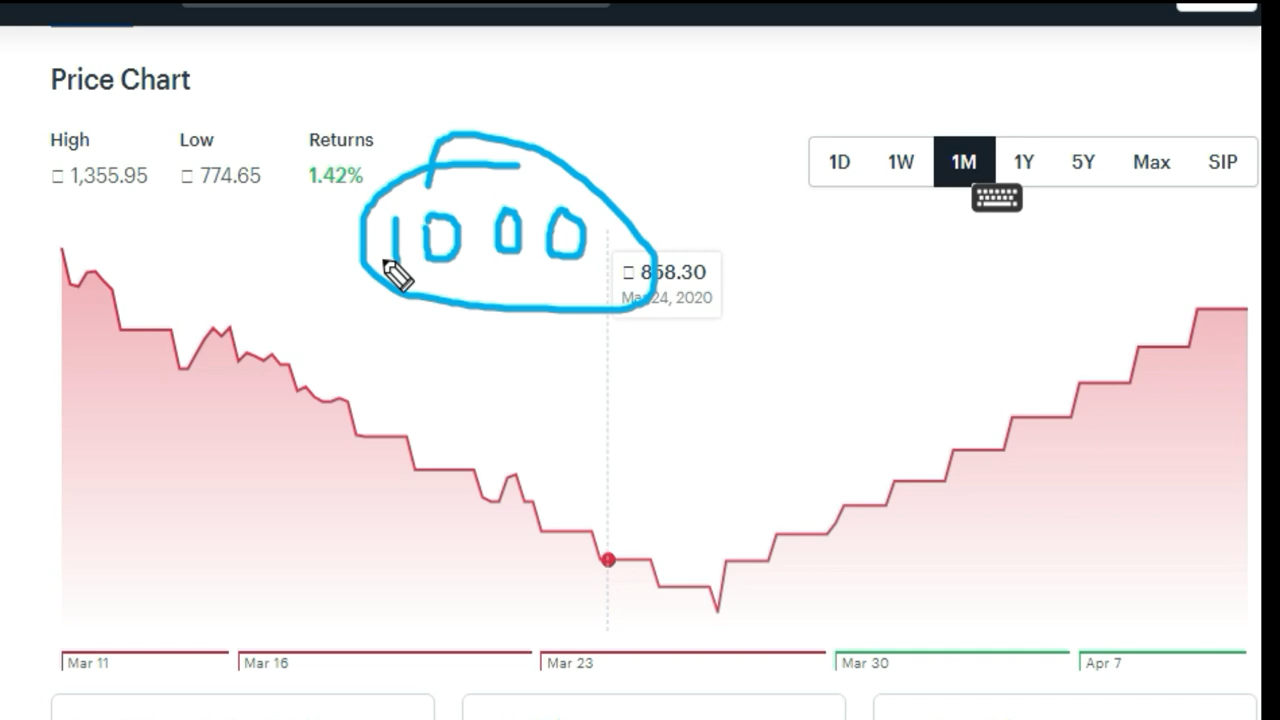 Price Chart
High Low Returns
1,355.95 774.65 1.42%
1D 1W 1M 1Y 5Y Max SIP
1000
858.30
Mar 24, 2020
Mar 11 Mar 16 Mar 23 Mar 30 Apr 7